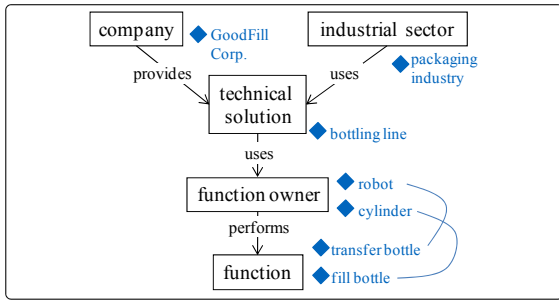 company
GoodFill
Corp.
industrial sector
packaging
industry
provides
uses
technical
solution
bottling line
uses
function owner
robot
cylinder
performs
transfer bottle
function
fill bottle